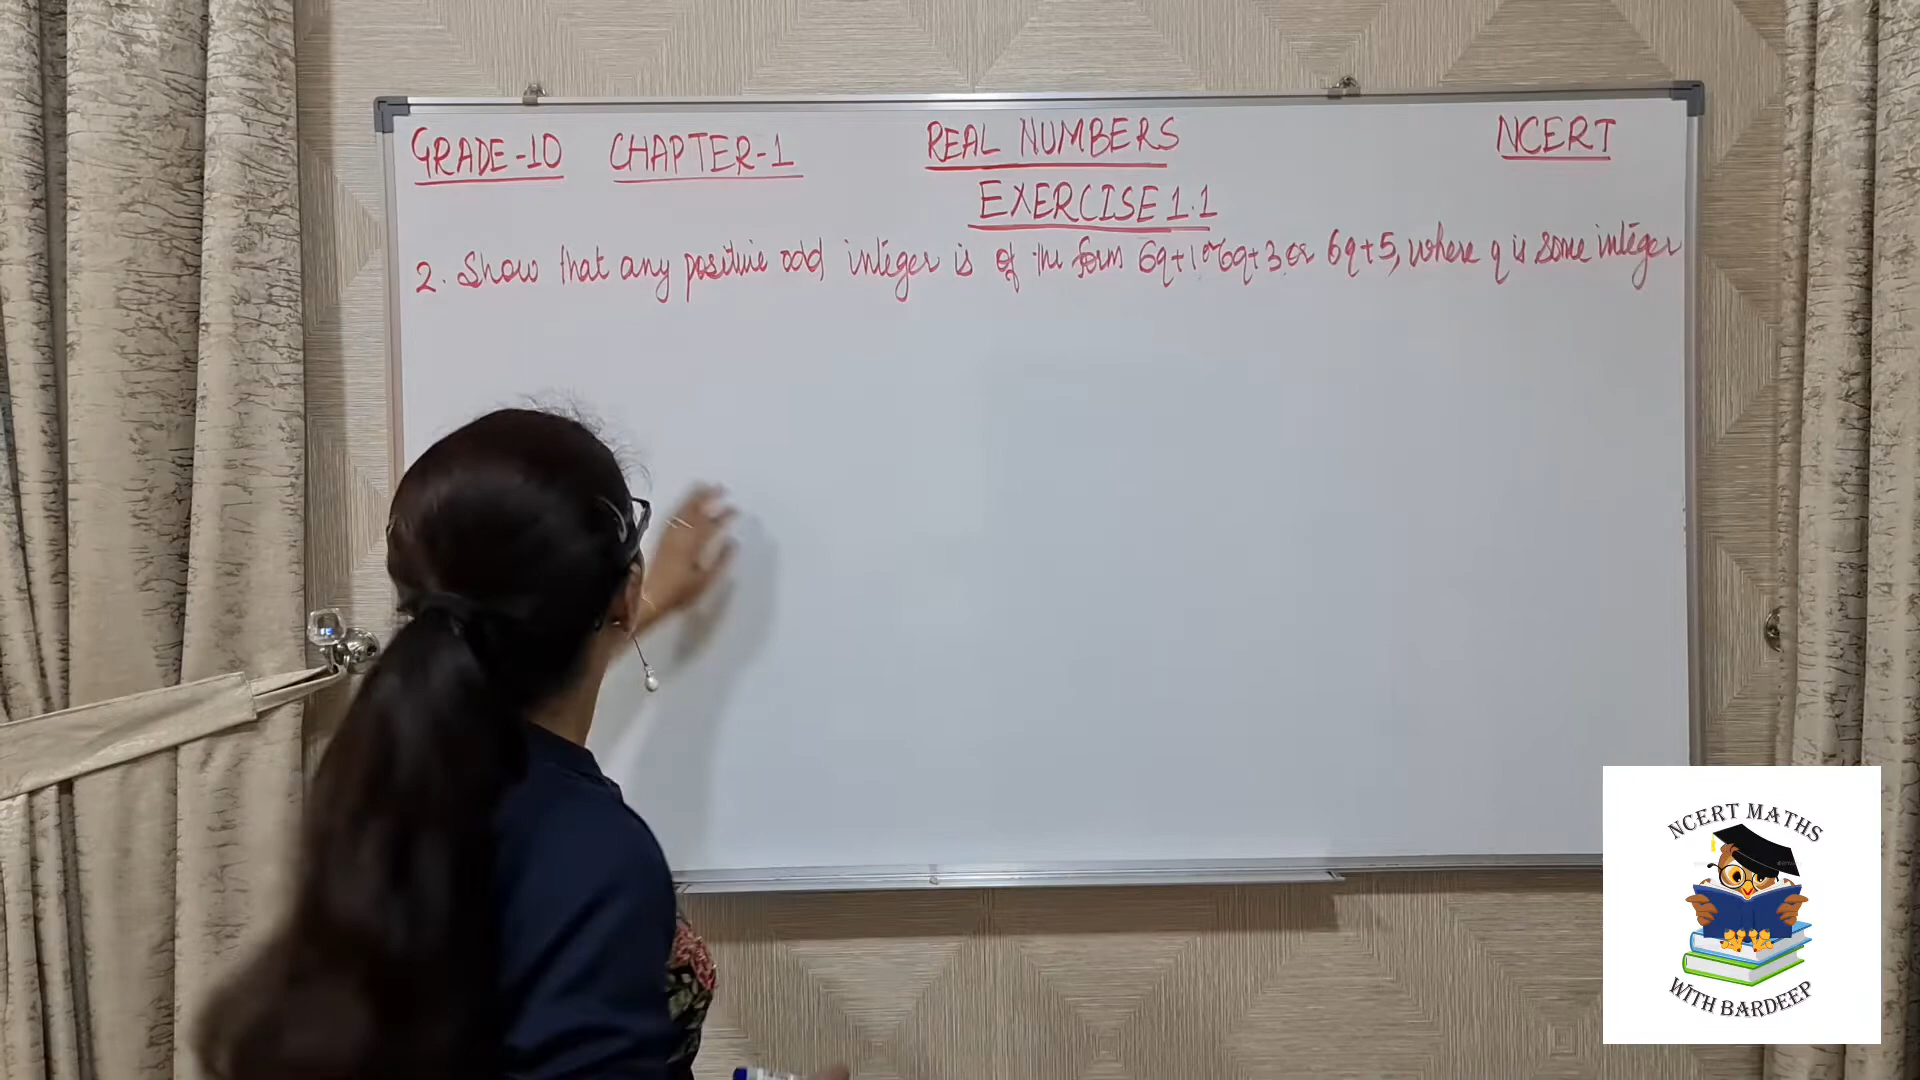 GRADE-10 CHAPTER-1 REAL NUMBERS NCERT
EXERCISE 1.1
2. Show that any positive odd integer is of the form 6q+1 or 6q+3 or 6q+5, where q is some integer
NCERT MATHS
WITH BARDEEP